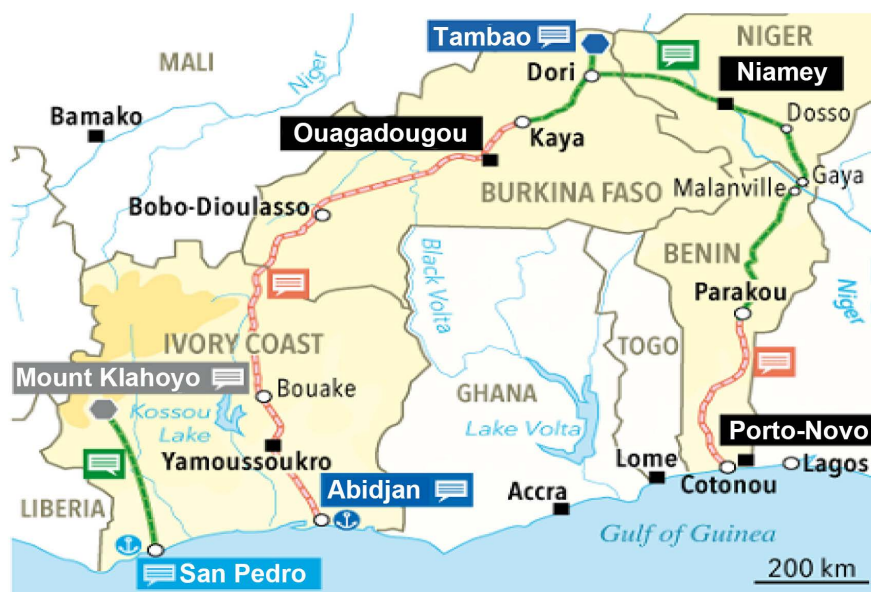 Tambao
NIGER
MALI
Niger
Dori
Niamey
Bamako
Dosso
Ouagadougou
Kaya
Gaya
Malanville
BURKINA FASO
Bobo-Dioulasso
Black Volta
BENIN
Parakou
Niger
IVORY COAST
TOGO
Mount Klahoyo
Bouake
GHANA
Kossou
Lake
Lake Volta
Porto-Novo
Yamoussoukro
Lome
Lagos
Abidjan
Accra
Cotonou
LIBERIA
Gulf of Guinea
San Pedro
200 km